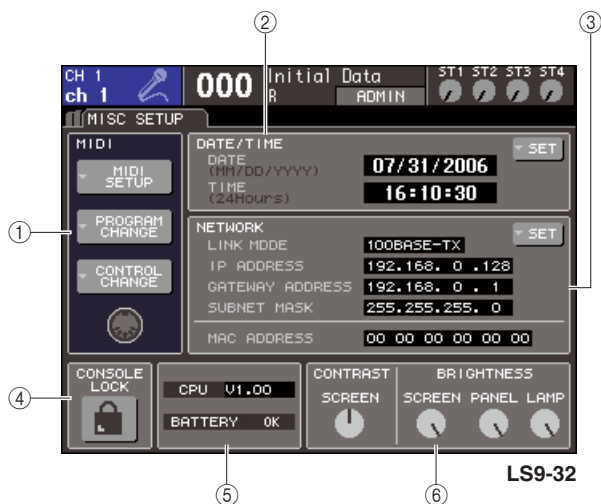 ② ③
CH 1
ch 1
000 Initial Data
R ADMIN
ST1 ST2 ST3 ST4
MISC SETUP
MIDI
MIDI SETUP
PROGRAM CHANGE
CONTROL CHANGE
①
DATE/TIME
SET
DATE
(MM/DD/YYYY)
07/31/2006
TIME
(24Hours)
16:10:30
NETWORK
SET
LINK MODE 100BASE-TX
IP ADDRESS 192.168. 0 .128
GATEWAY ADDRESS 192.168. 0 . 1
SUBNET MASK 255.255.255. 0
MAC ADDRESS 00 00 00 00 00 00
④
CONSOLE LOCK
CPU V1.00
BATTERY OK
CONTRAST
SCREEN
BRIGHTNESS
SCREEN PANEL LAMP
LS9-32
⑤ ⑥